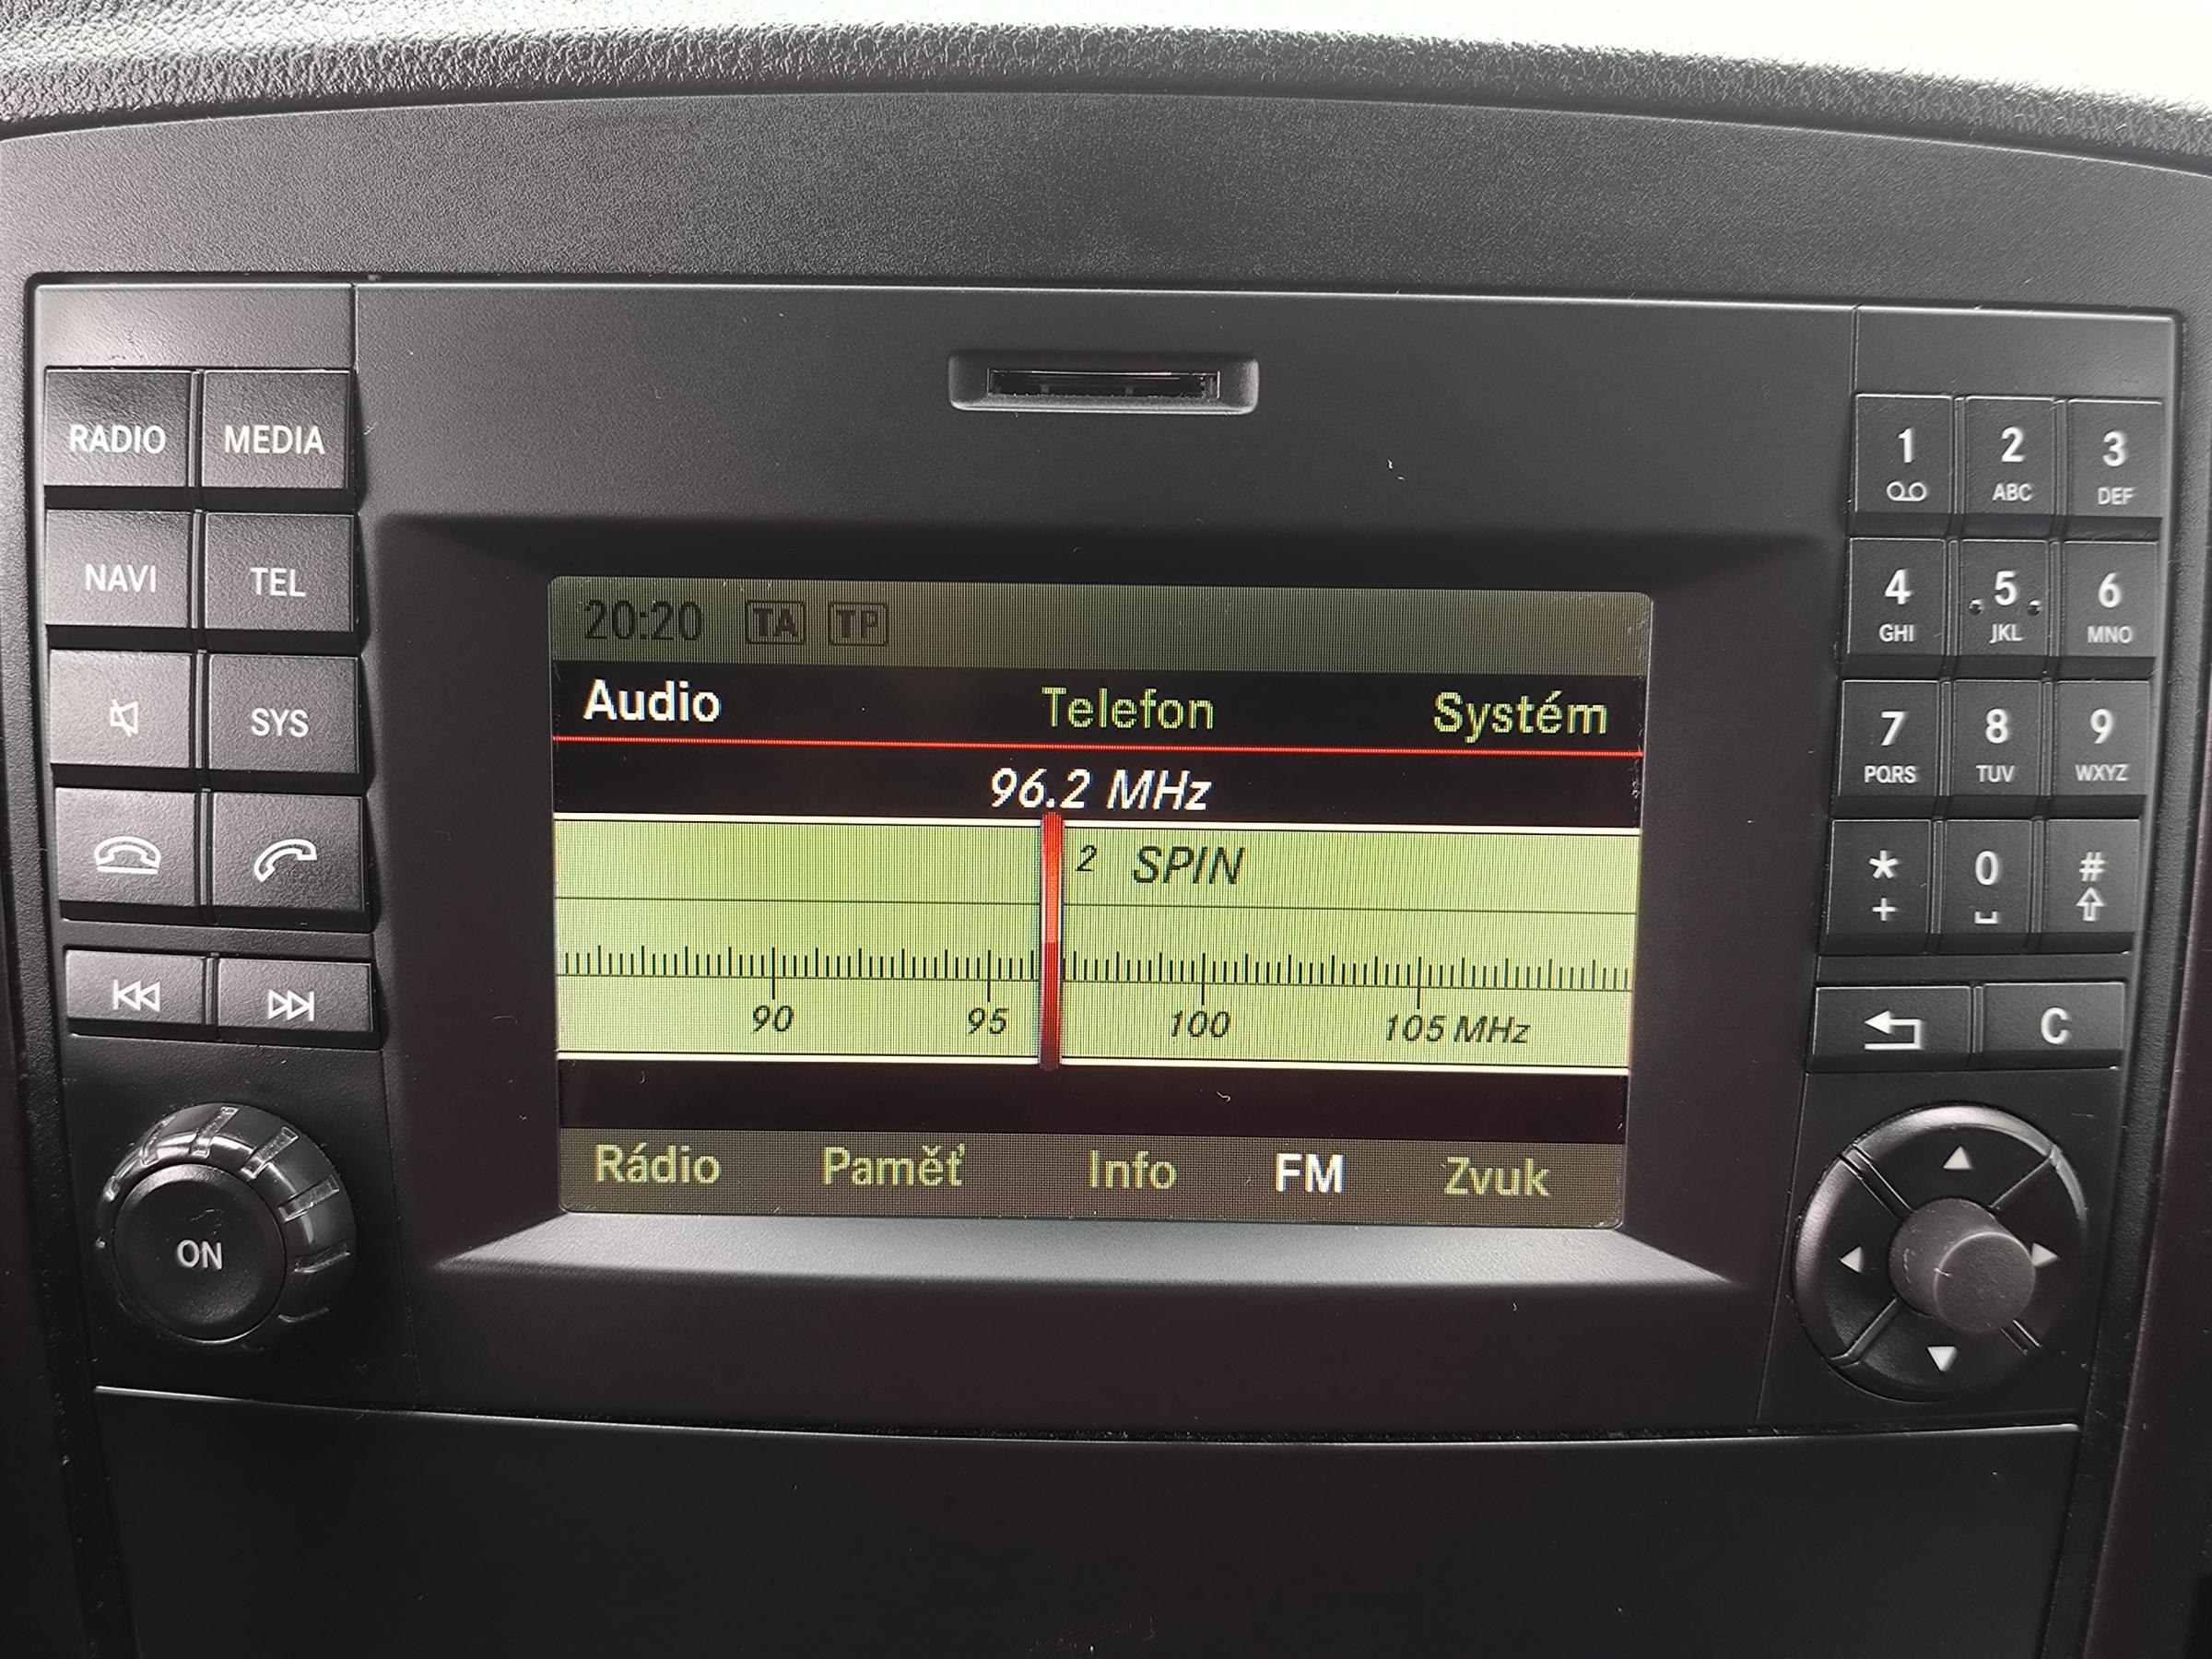 RADIO MEDIA
NAVI TEL
SYS
ON
20:20 TA TP
Audio Telefon Systém
96.2 MHz
2 SPIN
90 95 100 105 MHz
Rádio Paměť Info FM Zvuk
1 2 3
ABC DEF
4 5 6
GHI JKL MNO
7 8 9
PQRS TUV WXYZ
* 0 #
+
C